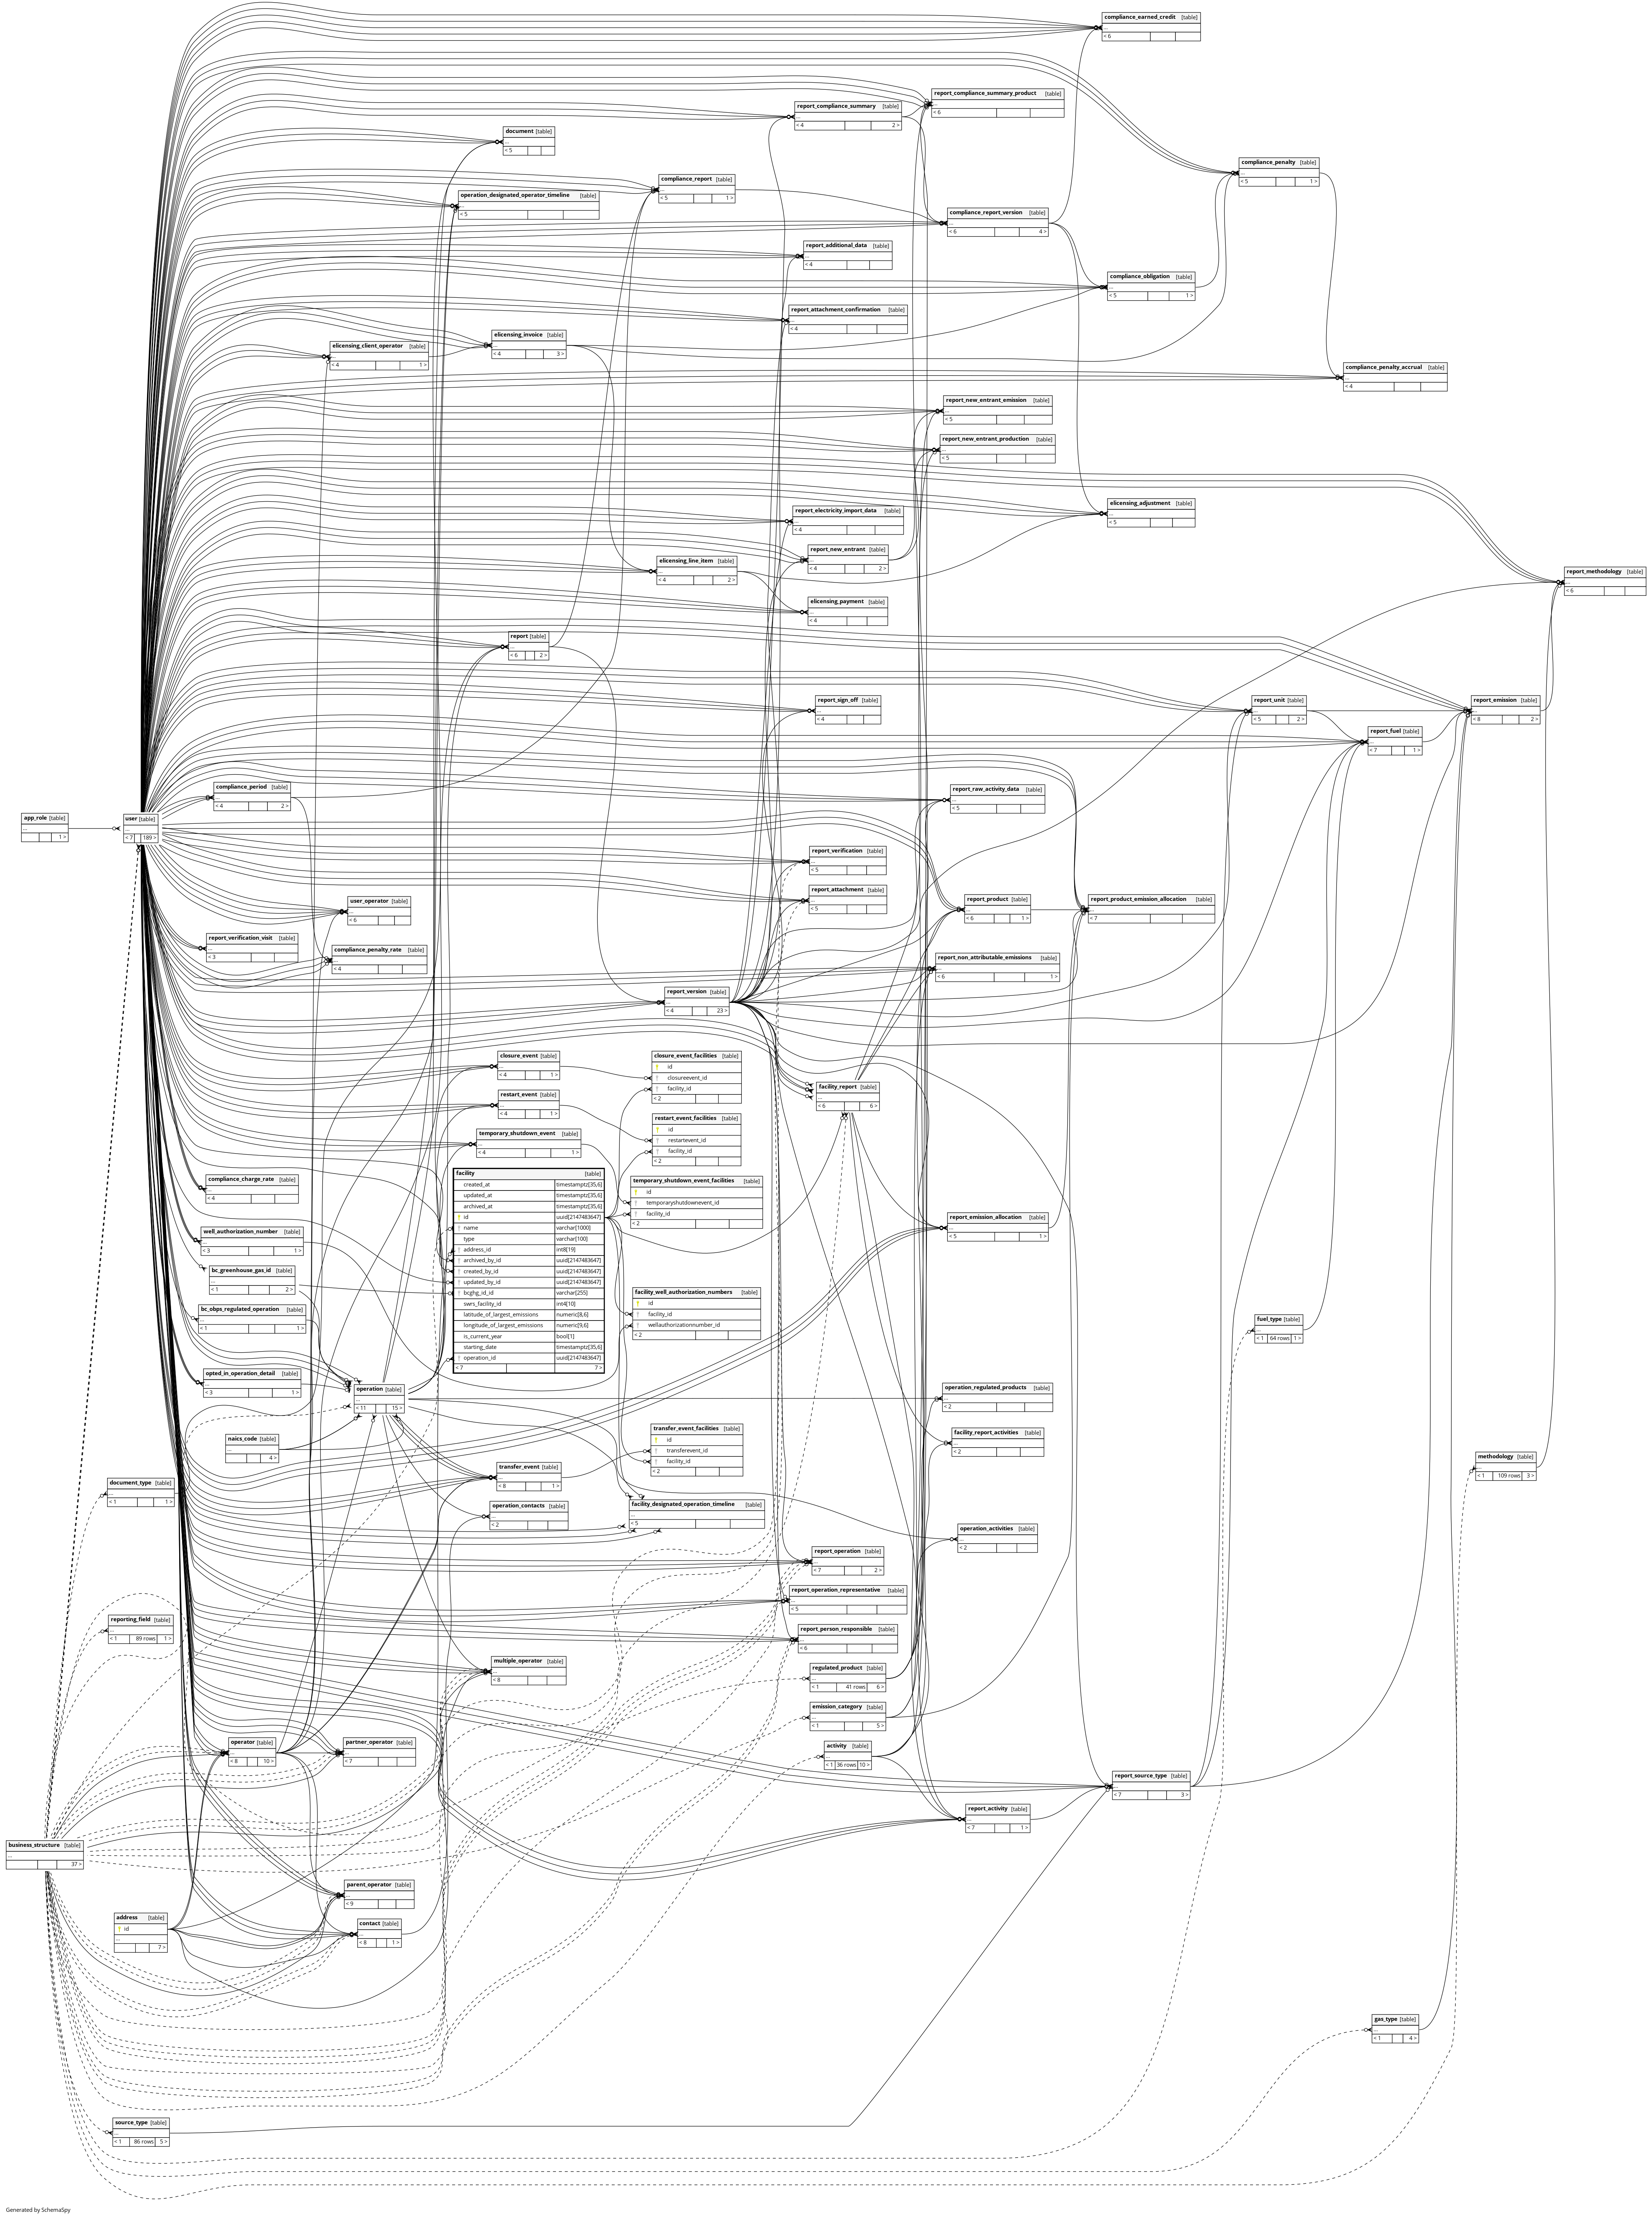 compliance_earned_credit [table]
...
< 6
report_compliance_summary_product [table]
...
< 6
report_compliance_summary [table]
...
< 4 2 >
document [table]
...
< 5
compliance_penalty [table]
...
< 5 1 >
compliance_report [table]
...
< 5 1 >
operation_designated_operator_timeline [table]
...
< 5
compliance_report_version [table]
...
< 6 4 >
report_additional_data [table]
...
< 4
compliance_obligation [table]
...
< 5 1 >
report_attachment_confirmation [table]
...
< 4
elicensing_invoice [table]
...
< 4 3 >
elicensing_client_operator [table]
...
< 4 1 >
compliance_penalty_accrual [table]
...
< 4
report_new_entrant_emission [table]
...
< 5
report_new_entrant_production [table]
...
< 5
elicensing_adjustment [table]
...
< 5
report_electricity_import_data [table]
...
< 4
report_new_entrant [table]
...
< 4 2 >
elicensing_line_item [table]
...
< 4 2 >
report_methodology [table]
...
< 6
elicensing_payment [table]
...
< 4
report [table]
...
< 6 2 >
report_sign_off [table]
...
< 4
report_unit [table]
...
< 5 2 >
report_emission [table]
...
< 8 2 >
report_fuel [table]
...
< 7 1 >
compliance_period [table]
...
< 4 2 >
report_raw_activity_data [table]
...
< 5
app_role [table]
...
1 >
user [table]
...
< 7 189 >
report_verification [table]
...
< 5
report_attachment [table]
...
< 5
user_operator [table]
...
< 6
report_product [table]
...
< 6 1 >
report_product_emission_allocation [table]
...
< 7
report_verification_visit [table]
...
< 3
compliance_penalty_rate [table]
...
< 4
report_non_attributable_emissions [table]
...
< 6 1 >
report_version [table]
...
< 4 23 >
closure_event [table]
...
< 4 1 >
closure_event_facilities [table]
id
closureevent_id
facility_id
< 2
facility_report [table]
...
< 6 6 >
restart_event [table]
...
< 4 1 >
restart_event_facilities [table]
id
restartevent_id
facility_id
< 2
temporary_shutdown_event [table]
...
< 4 1 >
compliance_charge_rate [table]
...
< 4
facility [table]
created_at timestamptz[35,6]
updated_at timestamptz[35,6]
archived_at timestamptz[35,6]
id uuid[2147483647]
name varchar[1000]
type varchar[100]
address_id int8[19]
archived_by_id uuid[2147483647]
created_by_id uuid[2147483647]
updated_by_id uuid[2147483647]
bcghg_id_id varchar[255]
swrs_facility_id int4[10]
latitude_of_largest_emissions numeric[8,6]
longitude_of_largest_emissions numeric[9,6]
is_current_year bool[1]
starting_date timestamptz[35,6]
operation_id uuid[2147483647]
< 7 7 >
temporary_shutdown_event_facilities [table]
id
temporaryshutdownevent_id
facility_id
< 2
report_emission_allocation [table]
...
< 5 1 >
well_authorization_number [table]
...
< 3 1 >
bc_greenhouse_gas_id [table]
...
< 1 2 >
facility_well_authorization_numbers [table]
id
facility_id
wellauthorizationnumber_id
< 2
bc_obps_regulated_operation [table]
...
< 1 1 >
fuel_type [table]
...
< 1 64 rows 1 >
opted_in_operation_detail [table]
...
< 3 1 >
operation [table]
...
< 11 15 >
operation_regulated_products [table]
...
< 2
naics_code [table]
...
4 >
transfer_event_facilities [table]
id
transferevent_id
facility_id
< 2
facility_report_activities [table]
...
< 2
methodology [table]
...
< 1 109 rows 3 >
transfer_event [table]
...
< 8 1 >
document_type [table]
...
< 1 1 >
operation_contacts [table]
...
< 2
facility_designated_operation_timeline [table]
...
< 5
operation_activities [table]
...
< 2
report_operation [table]
...
< 7 2 >
report_operation_representative [table]
...
< 5
reporting_field [table]
...
< 1 89 rows 1 >
report_person_responsible [table]
...
< 6
multiple_operator [table]
...
< 8
regulated_product [table]
...
< 1 41 rows 6 >
emission_category [table]
...
< 1 5 >
operator [table]
...
< 8 10 >
partner_operator [table]
...
< 7
activity [table]
...
< 1 36 rows 10 >
report_source_type [table]
...
< 7 3 >
report_activity [table]
...
< 7 1 >
business_structure [table]
...
37 >
parent_operator [table]
...
< 9
address [table]
id
...
7 >
contact [table]
...
< 8 1 >
gas_type [table]
...
< 1 4 >
source_type [table]
...
< 1 86 rows 5 >
Generated by SchemaSpy